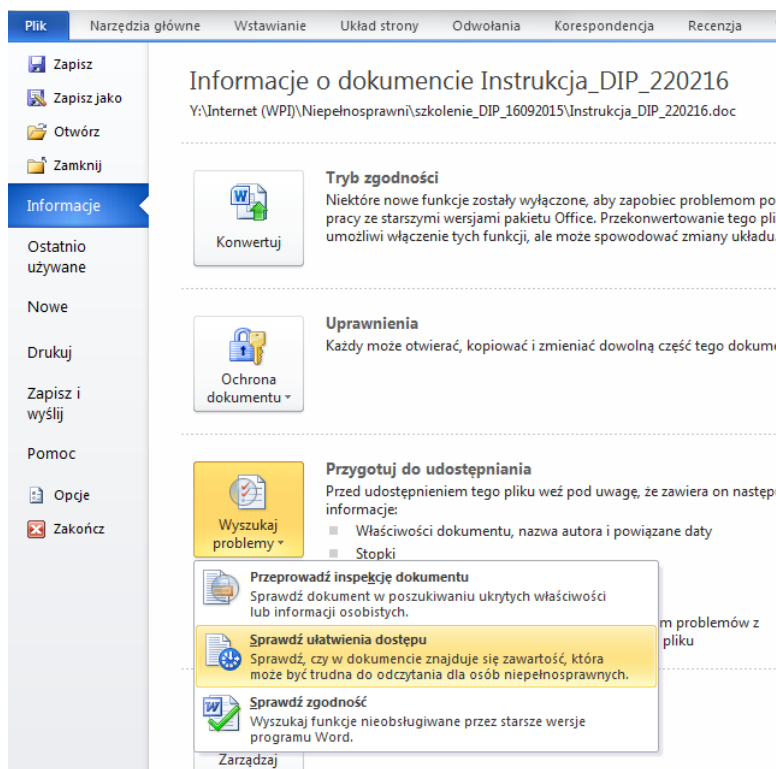 Plik Narzędzia główne Wstawianie Układ strony Odwołania Korespondencja Recenzja
Zapisz
Zapisz jako
Otwórz
Zamknij
Informacje
Ostatnio
używane
Nowe
Drukuj
Zapisz i
wyślij
Pomoc
Opcje
Zakończ
Informacje o dokumencie Instrukcja_DIP_220216
Y:\Internet (WPI)\Niepełnosprawni\szkolenie_DIP_16092015\Instrukcja_DIP_220216.doc
Konwertuj
Tryb zgodności
Niektóre nowe funkcje zostały wyłączone, aby zapobiec problemom po
pracy ze starszymi wersjami pakietu Office. Przekonwertowanie tego pli
umożliwi włączenie tych funkcji, ale może spowodować zmiany układu.
Ochrona
dokumentu
Uprawnienia
Każdy może otwierać, kopiować i zmieniać dowolną część tego dokume
Wyszukaj
problemy
Przygotuj do udostępniania
Przed udostępnieniem tego pliku weź pod uwagę, że zawiera on następu
informacje:
Właściwości dokumentu, nazwa autora i powiązane daty
Stopki
m problemów z
pliku
Przeprowadź inspekcję dokumentu
Sprawdź dokument w poszukiwaniu ukrytych właściwości
lub informacji osobistych.
Sprawdź ułatwienia dostępu
Sprawdź, czy w dokumencie znajduje się zawartość, która
może być trudna do odczytania dla osób niepełnosprawnych.
Sprawdź zgodność
Wyszukaj funkcje nieobsługiwane przez starsze wersje
programu Word.
Zarządzaj